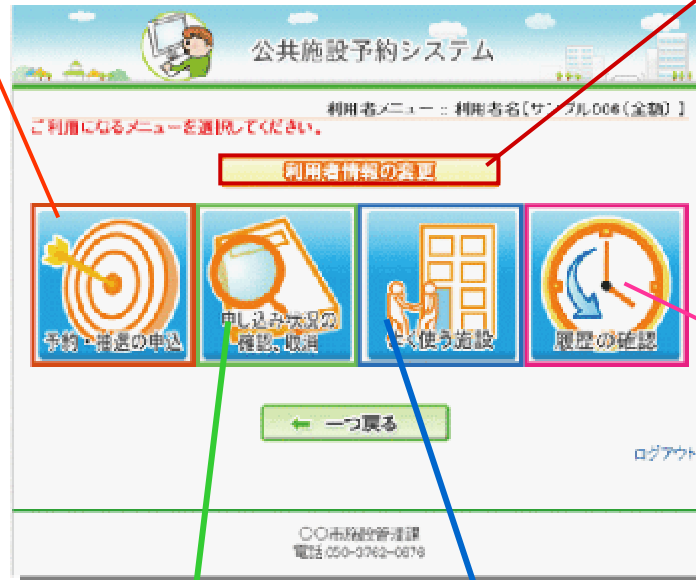 公共施設予約システム
利用者メニュー :: 利用者名[サンプル006(金額) ]
ご利用になるメニューを選択してください。
利用者情報の変更
予約・抽選の申込
申し込み状況の
確認、取消
よく使う施設
履歴の確認
一つ戻る
ログアウト
〇〇市施設管理課
電話 050-3762-0878